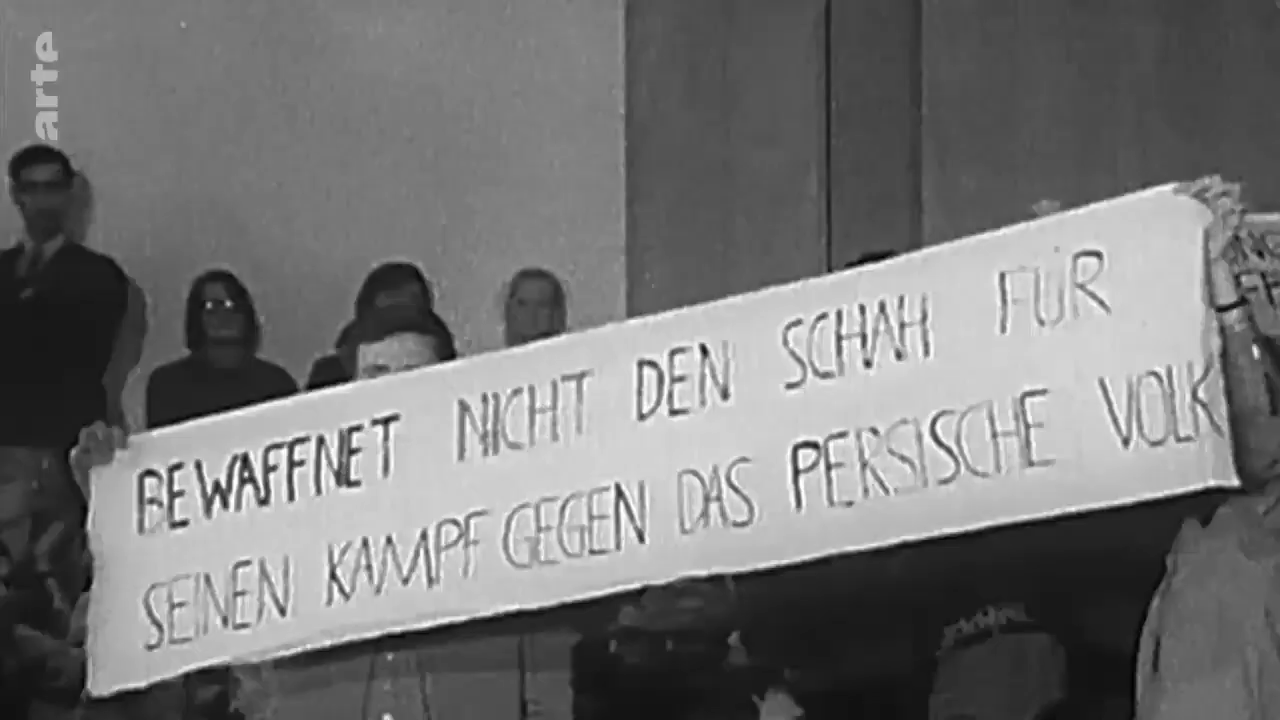 arte
BEWAFFNET NICHT DEN SCHAH FÜR
SEINEN KAMPF GEGEN DAS PERSISCHE VOLK